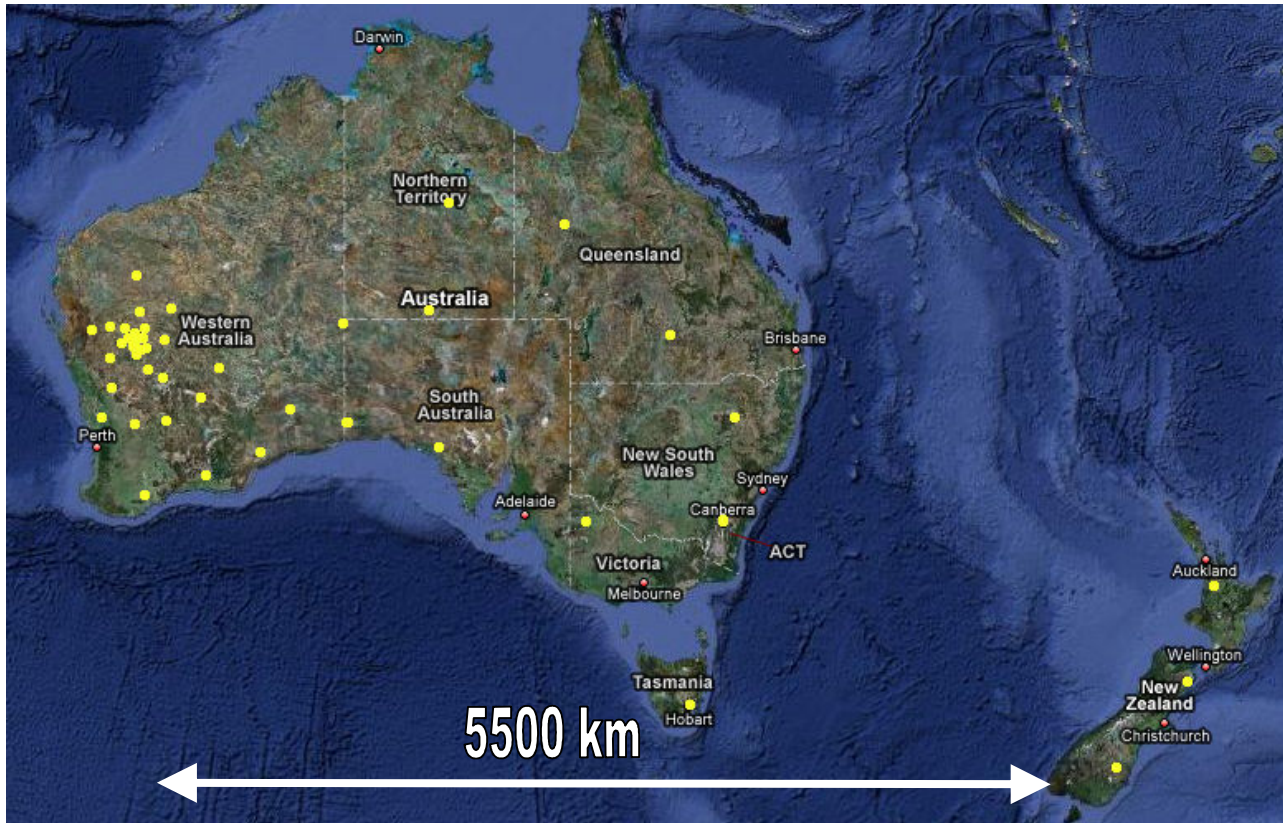 Darwin
Northern
Territory
Queensland
Australia
Western
Australia
Brisbane
South
Australia
Perth
New South
Wales
Sydney
Adelaide
Canberra
ACT
Victoria
Melbourne
Auckland
Wellington
Tasmania
New
Zealand
Hobart
Christchurch
5500 km